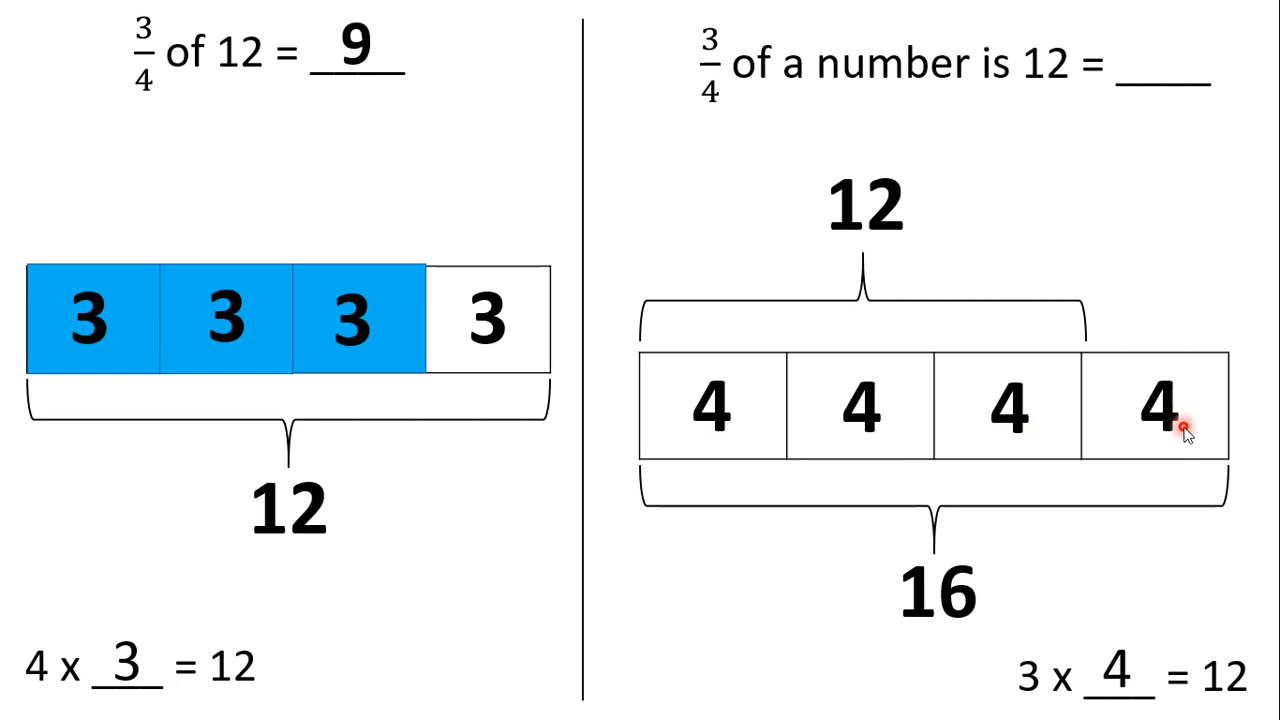 3/4 of 12 = 9
3 3 3 3
12
4 x 3 = 12
3/4 of a number is 12 = ____
12
4 4 4 4
16
3 x 4 = 12